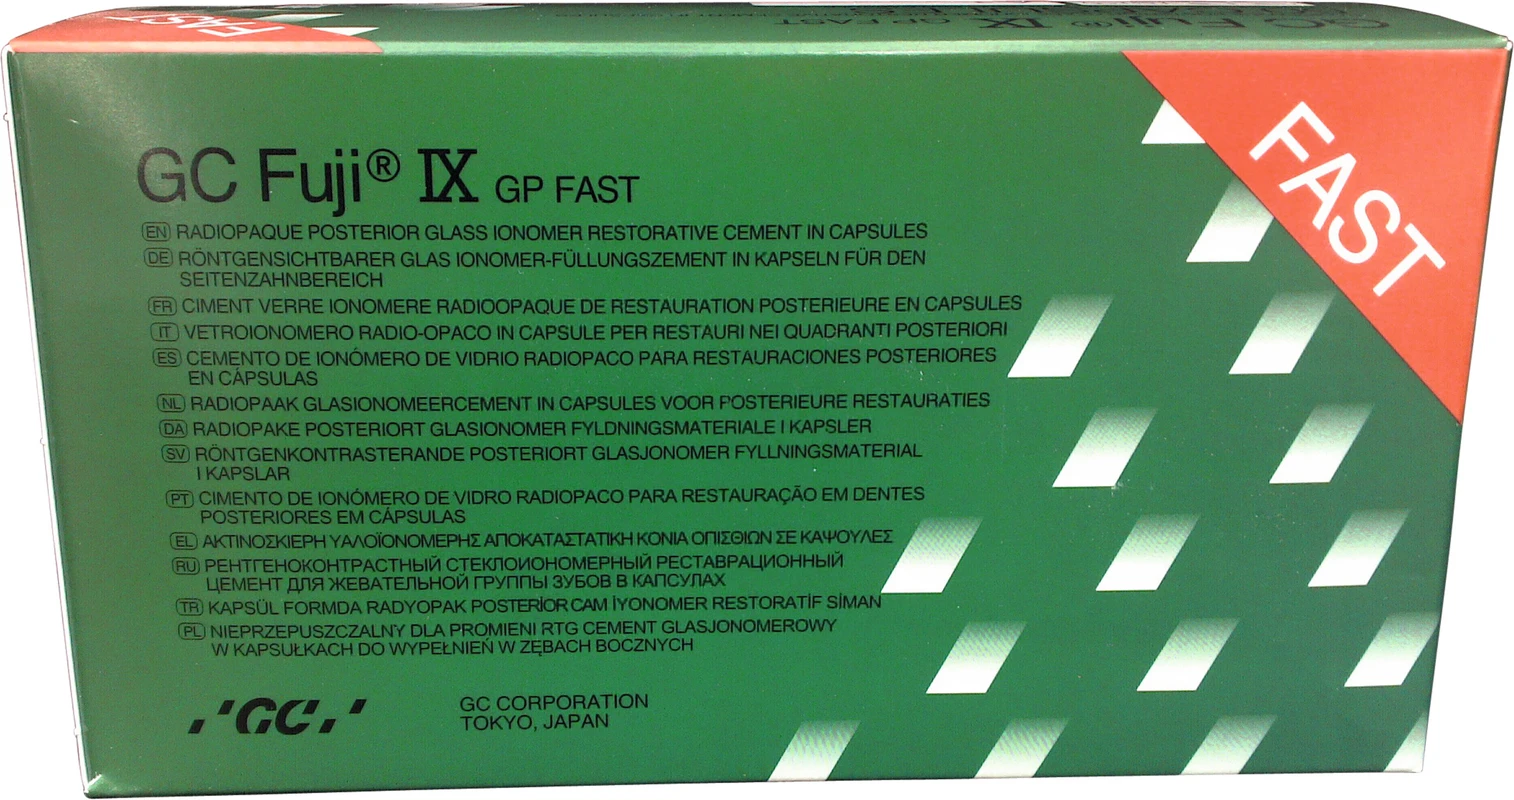 FAST
GC Fuji® IX GP FAST
FAST
GC Fuji® IX GP FAST
EN RADIOPAQUE POSTERIOR GLASS IONOMER RESTORATIVE CEMENT IN CAPSULES
DE RÖNTGENSICHTBARER GLAS IONOMER-FÜLLUNGSZEMENT IN KAPSELN FÜR DEN
SEITENZAHNBEREICH
FR CIMENT VERRE IONOMERE RADIOOPAQUE DE RESTAURATION POSTERIEURE EN CAPSULES
IT VETROIONOMERO RADIO-OPACO IN CAPSULE PER RESTAURI NEI QUADRANTI POSTERIORI
ES CEMENTO DE IONÓMERO DE VIDRIO RADIOPACO PARA RESTAURACIONES POSTERIORES
EN CÁPSULAS
NL RADIOPAAK GLASIONOMEERCEMENT IN CAPSULES VOOR POSTERIEURE RESTAURATIES
DA RADIOPAKE POSTERIORT GLASIONOMER FYLDNINGSMATERIALE I KAPSLER
SV RÖNTGENKONTRASTERANDE POSTERIORT GLASJONOMER FYLLNINGSMATERIAL
I KAPSLAR
PT CIMENTO DE IONÓMERO DE VIDRO RADIOPACO PARA RESTAURAÇÃO EM DENTES
POSTERIORES EM CÁPSULAS
EL ΑΚΤΙΝΟΣΚΙΕΡΗ ΥΑΛΟΪΟΝΟΜΕΡΗΣ ΑΠΟΚΑΤΑΣΤΑΤΙΚΗ ΚΟΝΙΑ ΟΠΙΣΘΙΩΝ ΣΕ ΚΑΨΟΥΛΕΣ
RU РЕНТГЕНОКОНТРАСТНЫЙ СТЕКЛОИОНОМЕРНЫЙ РЕСТАВРАЦИОННЫЙ
ЦЕМЕНТ ДЛЯ ЖЕВАТЕЛЬНОЙ ГРУППЫ ЗУБОВ В КАПСУЛАХ
TR KAPSÜL FORMDA RADYOPAK POSTERİOR CAM İYONOMER RESTORATİF SİMAN
PL NIEPRZEPUSZCZALNY DLA PROMIENI RTG CEMENT GLASJONOMEROWY
W KAPSUŁKACH DO WYPEŁNIEŃ W ZĘBACH BOCZNYCH
GC
GC CORPORATION
TOKYO, JAPAN